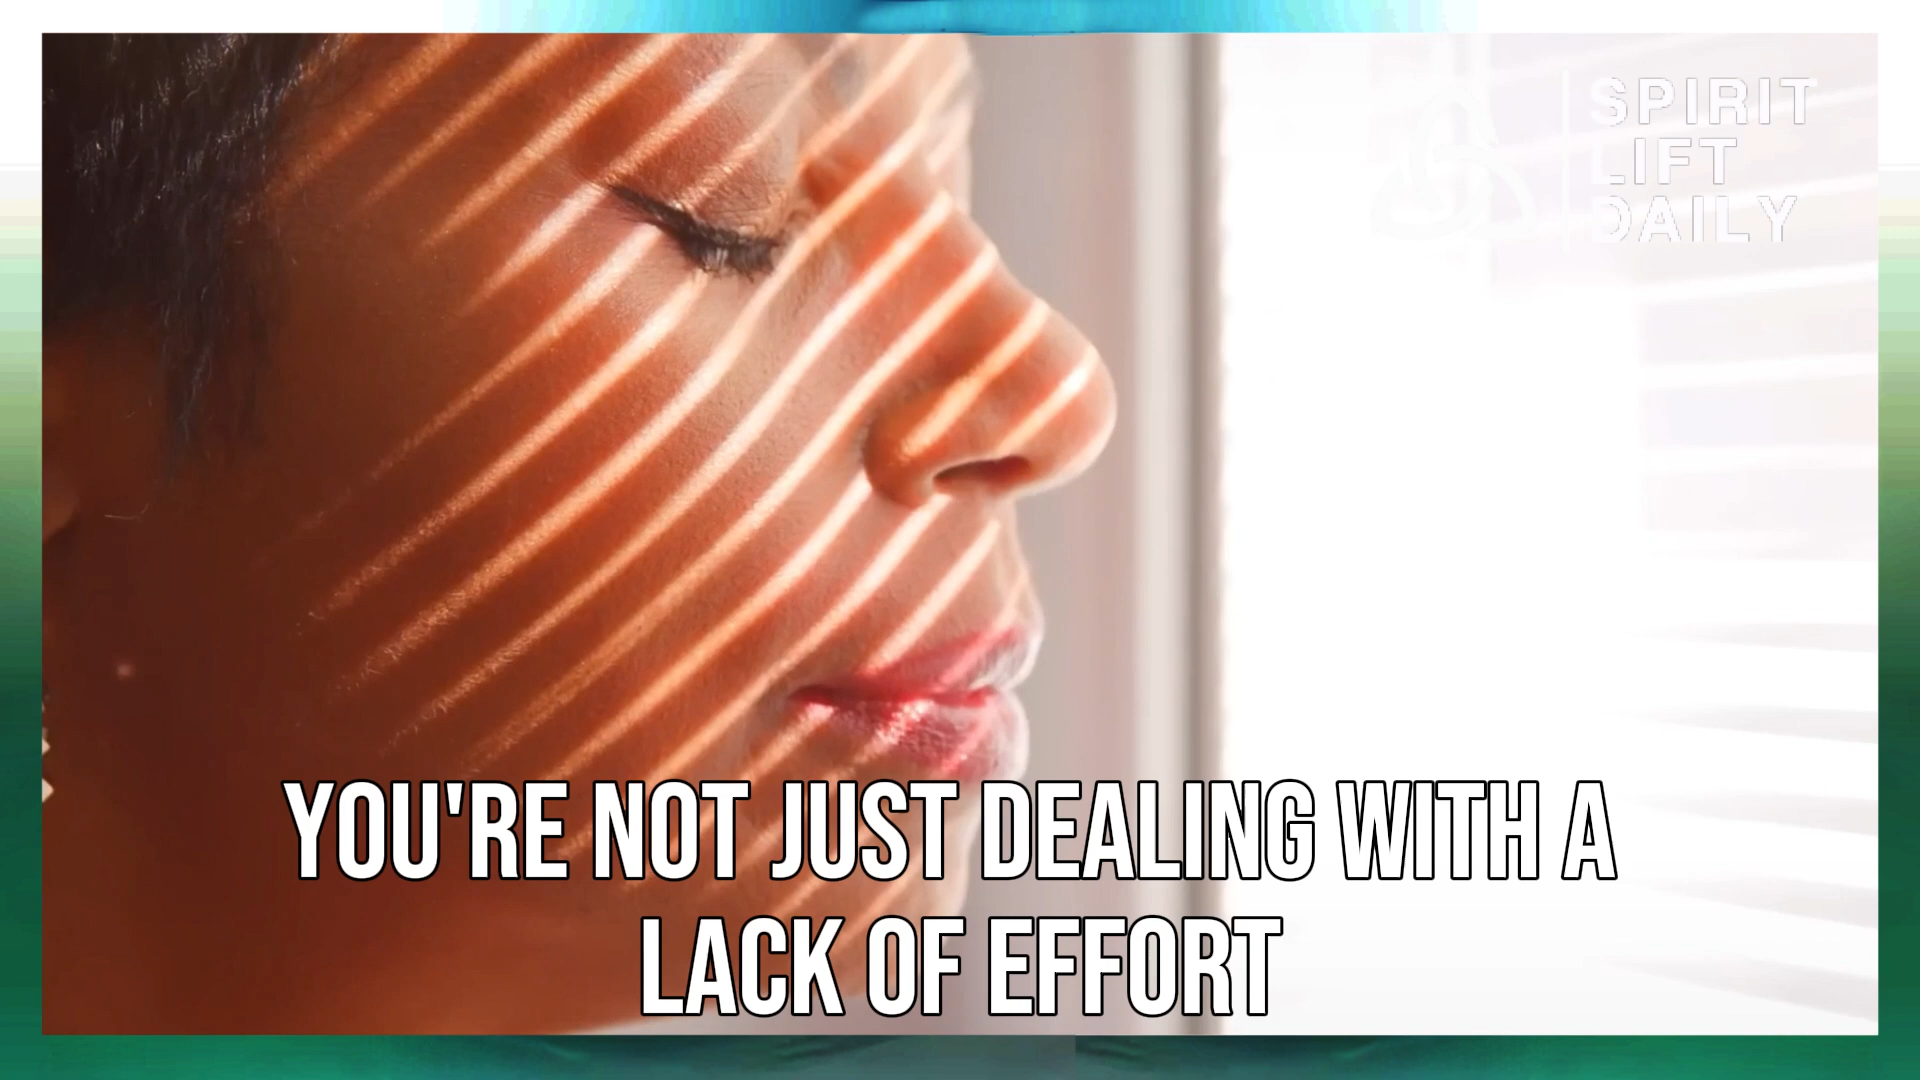 SPIRIT
LIFT
DAILY
YOU'RE NOT JUST DEALING WITH A
LACK OF EFFORT